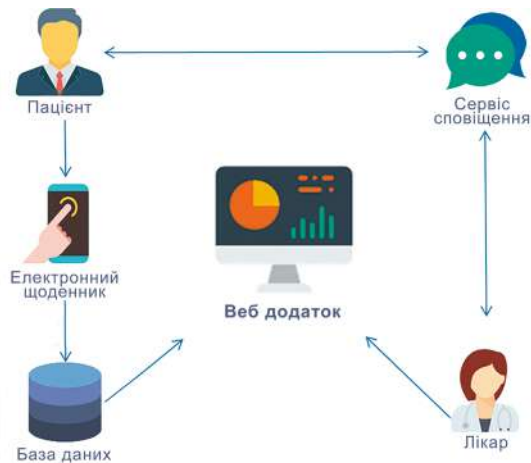 Пацієнт
Сервіс
сповіщення
Електронний
щоденник
Веб додаток
База даних
Лікар